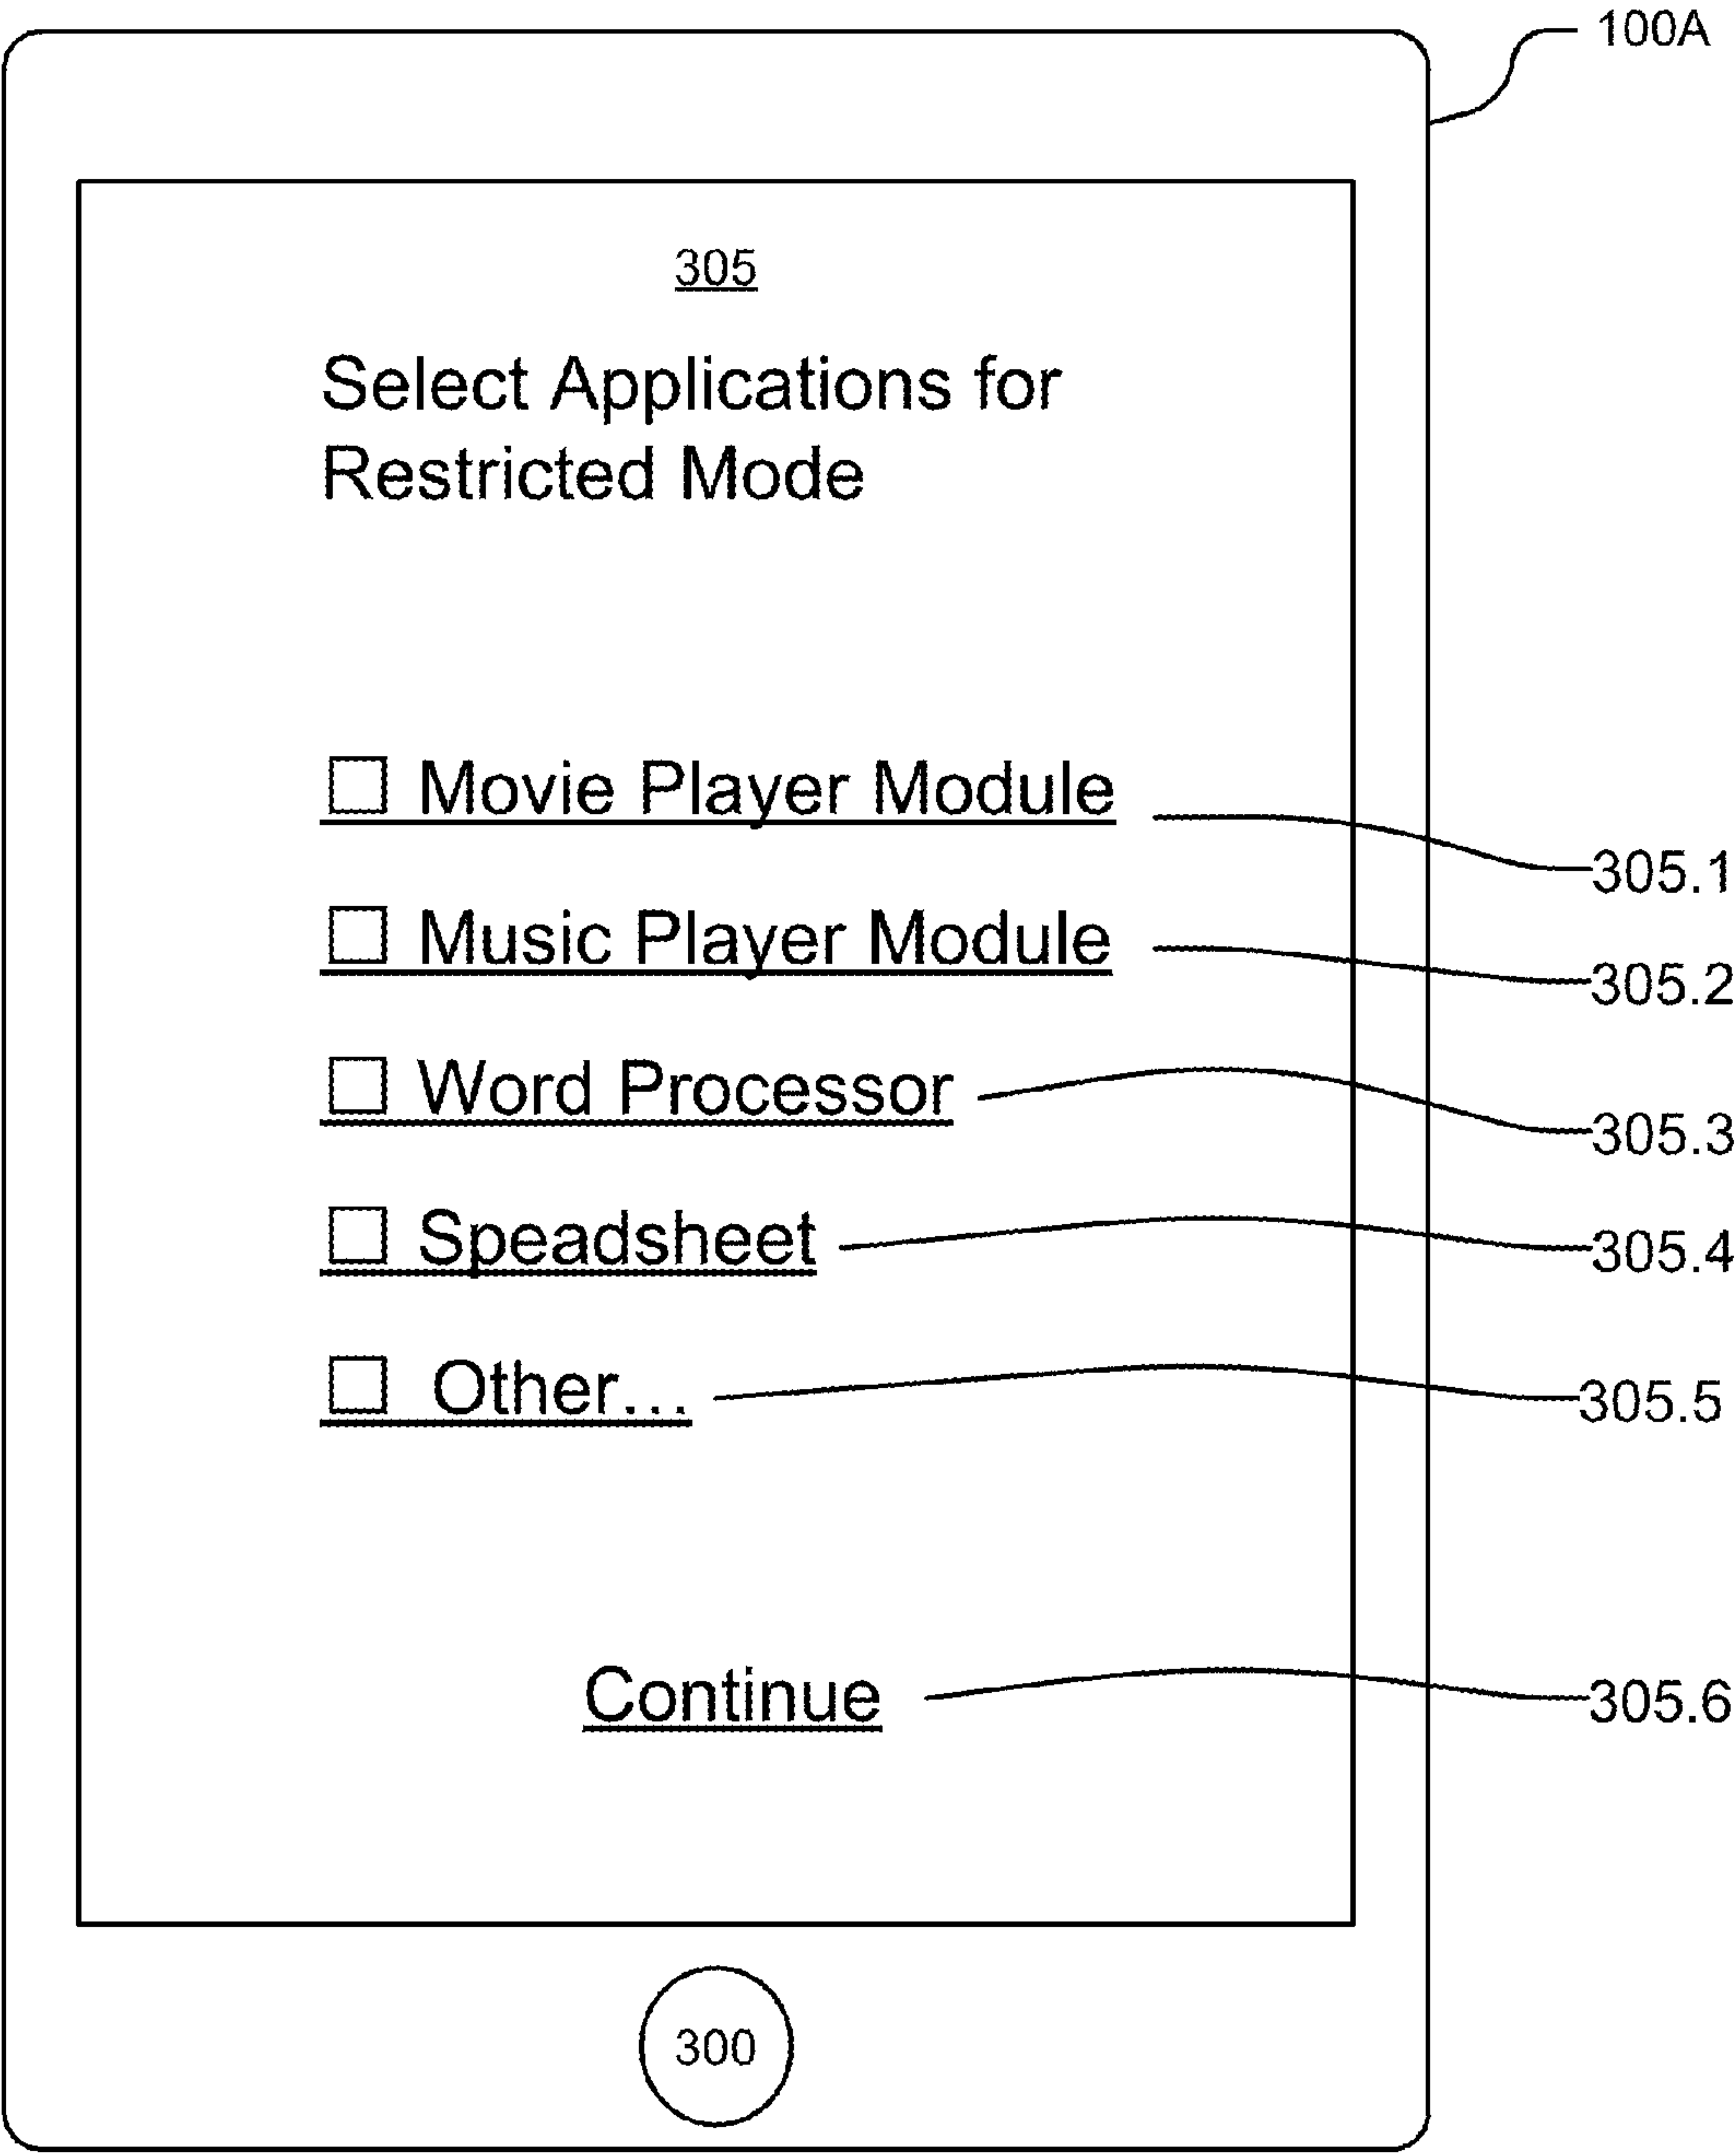 100A
305
Select Applications for
Restricted Mode
Movie Player Module
305.1
Music Player Module
305.2
Word Processor
305.3
Speadsheet
305.4
Other...
305.5
Continue
305.6
300